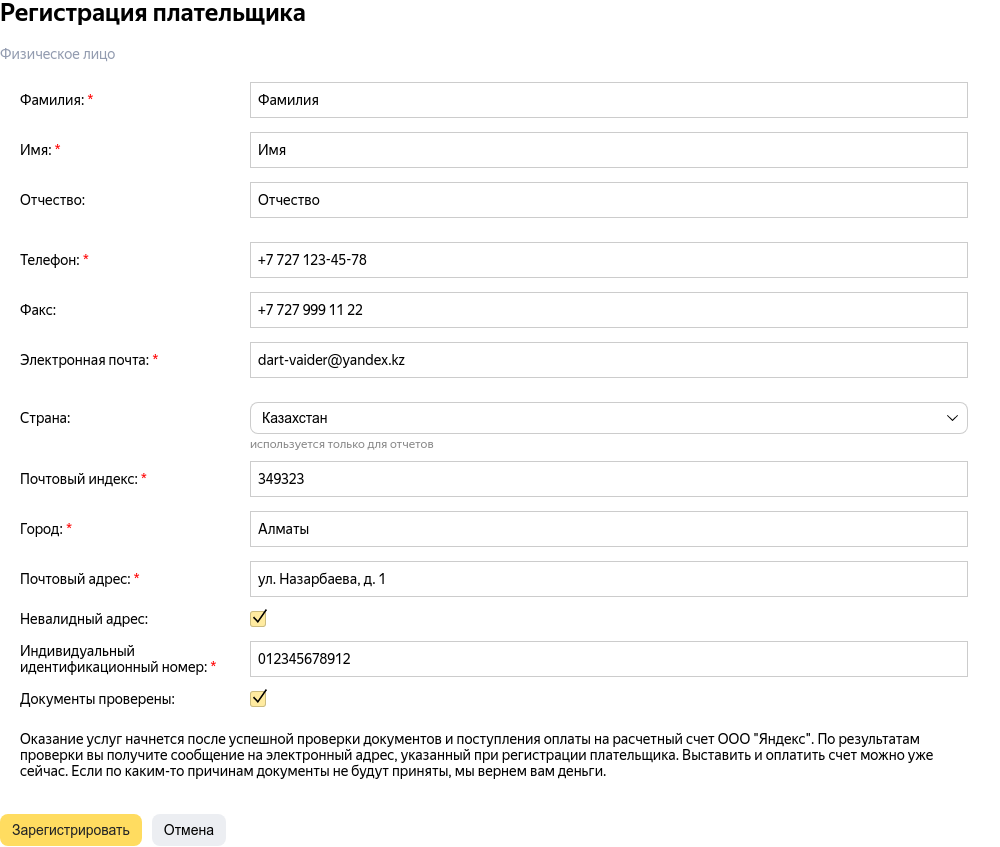 Регистрация плательщика
Физическое лицо
Фамилия: *
Фамилия
Имя: *
Имя
Отчество:
Отчество
Телефон: *
+7 727 123-45-78
Факс:
+7 727 999 11 22
Электронная почта: *
dart-vaider@yandex.kz
Страна:
Казахстан
используется только для отчетов
Почтовый индекс: *
349323
Город: *
Алматы
Почтовый адрес: *
ул. Назарбаева, д. 1
Невалидный адрес:
Индивидуальный
идентификационный номер: *
012345678912
Документы проверены:
Оказание услуг начнется после успешной проверки документов и поступления оплаты на расчетный счет ООО "Яндекс". По результатам
проверки вы получите сообщение на электронный адрес, указанный при регистрации плательщика. Выставить и оплатить счет можно уже
сейчас. Если по каким-то причинам документы не будут приняты, мы вернем вам деньги.
Зарегистрировать
Отмена